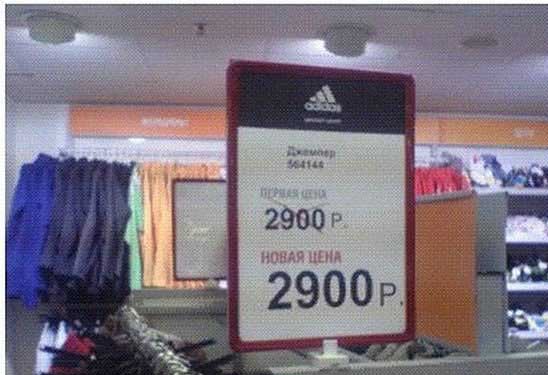 adidas
Джемпер
564144
ПЕРВАЯ ЦЕНА
2900 Р.
НОВАЯ ЦЕНА
2900 Р.